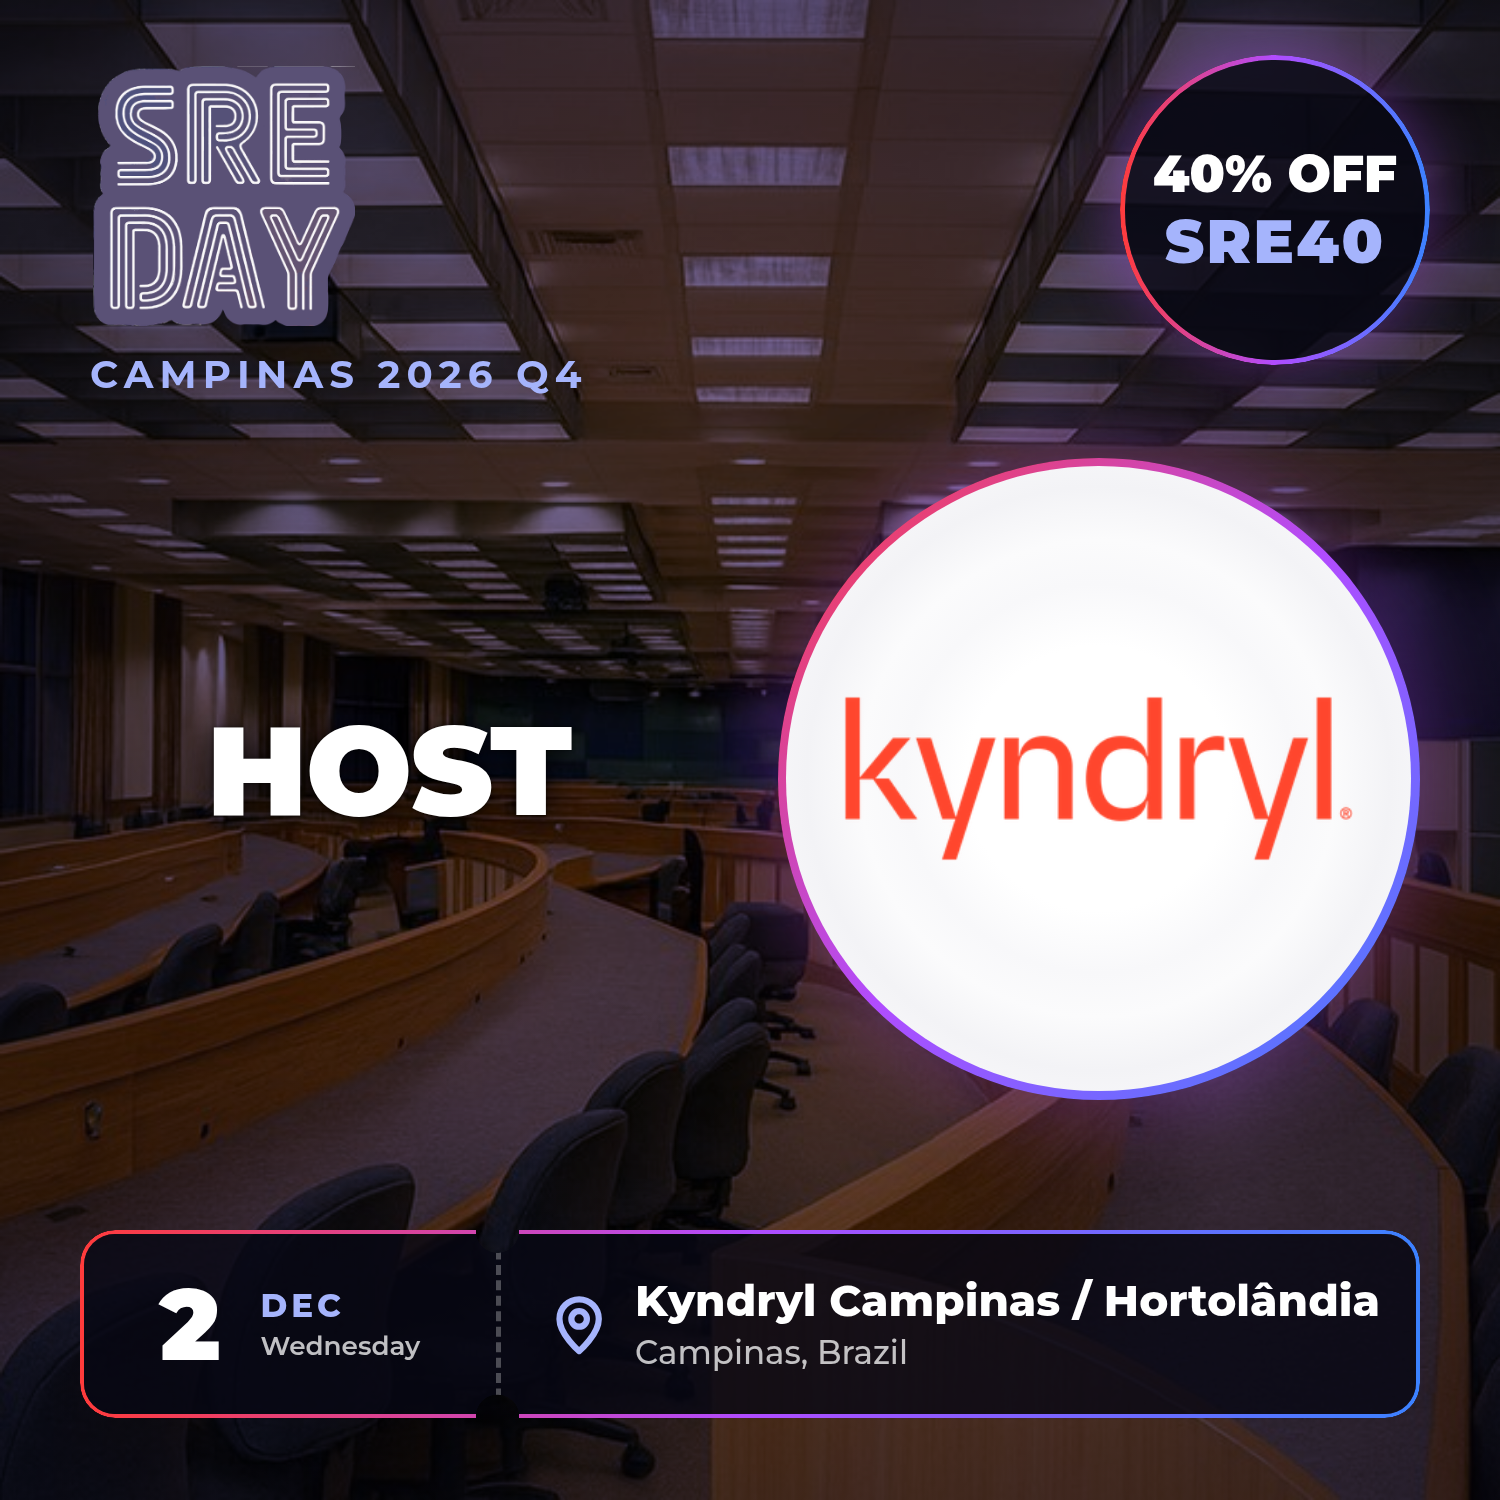 SRE
DAY
CAMPINAS 2026 Q4
40% OFF
SRE40
HOST
kyndryl®
2
DEC
Wednesday
Kyndryl Campinas / Hortolândia
Campinas, Brazil